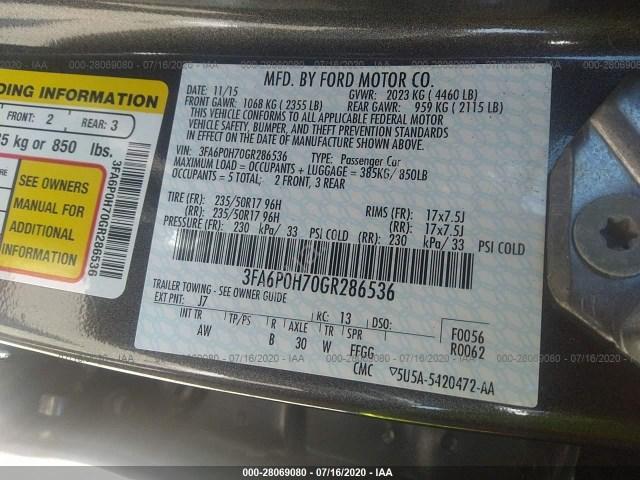 000-28069080 - 07/16/2020 - IAA
MFD. BY FORD MOTOR CO.
DATE: 11/15 GVWR: 2023 KG ( 4460 LB)
FRONT GAWR: 1068 KG ( 2355 LB) REAR GAWR: 959 KG ( 2115 LB)
THIS VEHICLE CONFORMS TO ALL APPLICABLE FEDERAL MOTOR
VEHICLE SAFETY, BUMPER, AND THEFT PREVENTION STANDARDS
IN EFFECT ON THE DATE OF MANUFACTURE SHOWN ABOVE.
VIN: 3FA6P0H70GR286536 TYPE: Passenger Car
MAXIMUM LOAD = OCCUPANTS + LUGGAGE = 385KG/ 850LB
OCCUPANTS = 5 TOTAL; 2 FRONT, 3 REAR
TIRE (FR): 235/50R17 96H RIMS (FR): 17x7.5J
(RR): 235/50R17 96H (RR): 17x7.5J
PRESSURE (FR): 230 kPa/ 33 PSI COLD (RR): 230 kPa/ 33 PSI COLD
3FA6P0H70GR286536
TRAILER TOWING - SEE OWNER GUIDE
EXT PNT: J7 RC: 13 DSO: F0056
INT TR TP/PS R AXLE TR SPR R0062
AW B 30 W FFGG
CMC ▽5U5A-5420472-AA
DING INFORMATION
FRONT: 2 REAR: 3
85 kg or 850 lbs.
SEE OWNERS
MANUAL FOR
ADDITIONAL
INFORMATION
3FA6P0H70GR286536
000-28069080 - 07/16/2020 - IAA